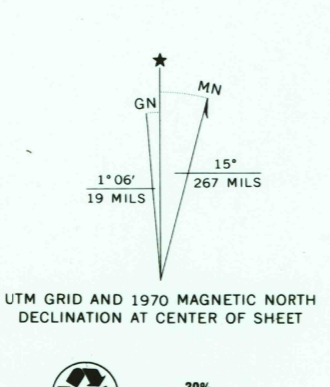 ★
GN
MN
1° 06′
19 MILS
15°
267 MILS
UTM GRID AND 1970 MAGNETIC NORTH
DECLINATION AT CENTER OF SHEET